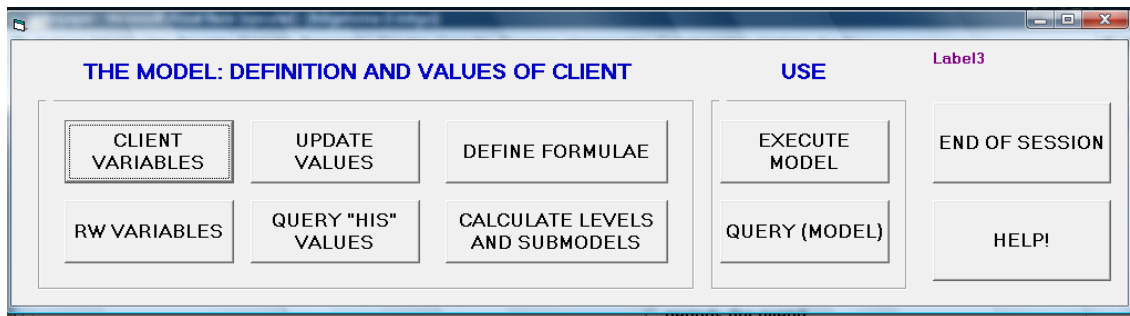 THE MODEL: DEFINITION AND VALUES OF CLIENT
USE
Label3
CLIENT
VARIABLES
UPDATE
VALUES
DEFINE FORMULAE
EXECUTE
MODEL
END OF SESSION
RW VARIABLES
QUERY "HIS"
VALUES
CALCULATE LEVELS
AND SUBMODELS
QUERY (MODEL)
HELP!